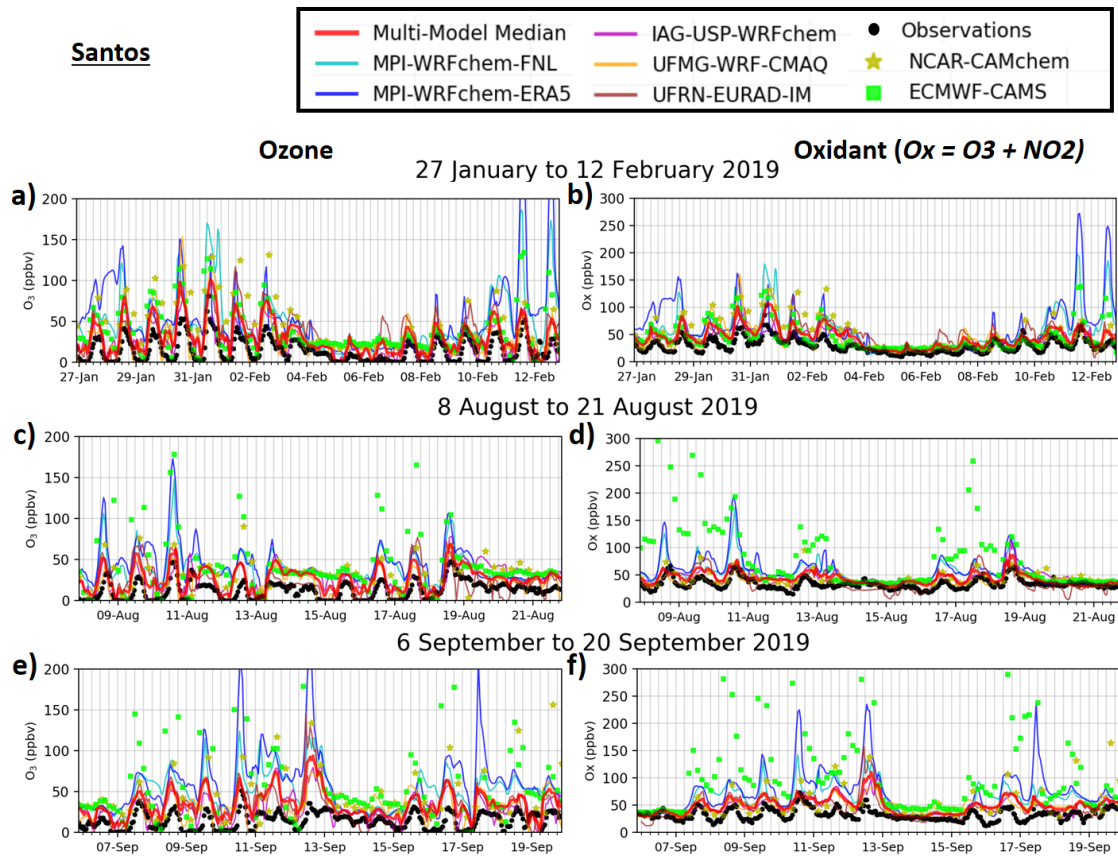 Santos
Multi-Model Median
MPI-WRFchem-FNL
MPI-WRFchem-ERA5
IAG-USP-WRFchem
UFMG-WRF-CMAQ
UFRN-EURAD-IM
Observations
NCAR-CAMchem
ECMWF-CAMS
Ozone
Oxidant (Ox = O3 + NO2)
27 January to 12 February 2019
a)
200
150
100
50
0
O₃ (ppbv)
27-Jan 29-Jan 31-Jan 02-Feb 04-Feb 06-Feb 08-Feb 10-Feb 12-Feb
b)
300
250
200
150
100
50
0
Ox (ppbv)
27-Jan 29-Jan 31-Jan 02-Feb 04-Feb 06-Feb 08-Feb 10-Feb 12-Feb
8 August to 21 August 2019
c)
200
150
100
50
0
O₃ (ppbv)
09-Aug 11-Aug 13-Aug 15-Aug 17-Aug 19-Aug 21-Aug
d)
300
250
200
150
100
50
0
Ox (ppbv)
09-Aug 11-Aug 13-Aug 15-Aug 17-Aug 19-Aug 21-Aug
6 September to 20 September 2019
e)
200
150
100
50
0
O₃ (ppbv)
07-Sep 09-Sep 11-Sep 13-Sep 15-Sep 17-Sep 19-Sep
f)
300
250
200
150
100
50
0
Ox (ppbv)
07-Sep 09-Sep 11-Sep 13-Sep 15-Sep 17-Sep 19-Sep